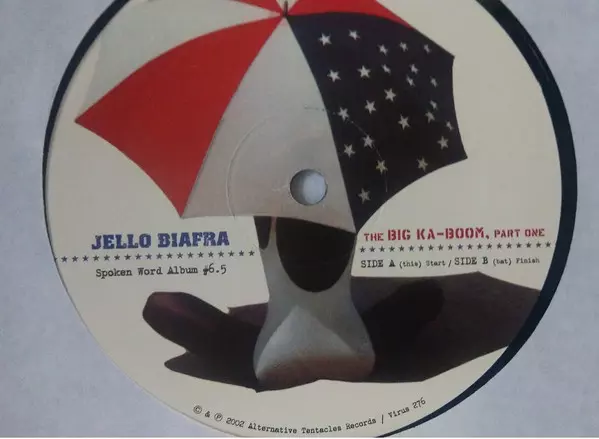 JELLO BIAFRA
Spoken Word Album #6.5
THE BIG KA-BOOM, PART ONE
SIDE A (this) Start / SIDE B (hat) Finish
© & ℗ 2002 Alternative Tentacles Records / Virus 276